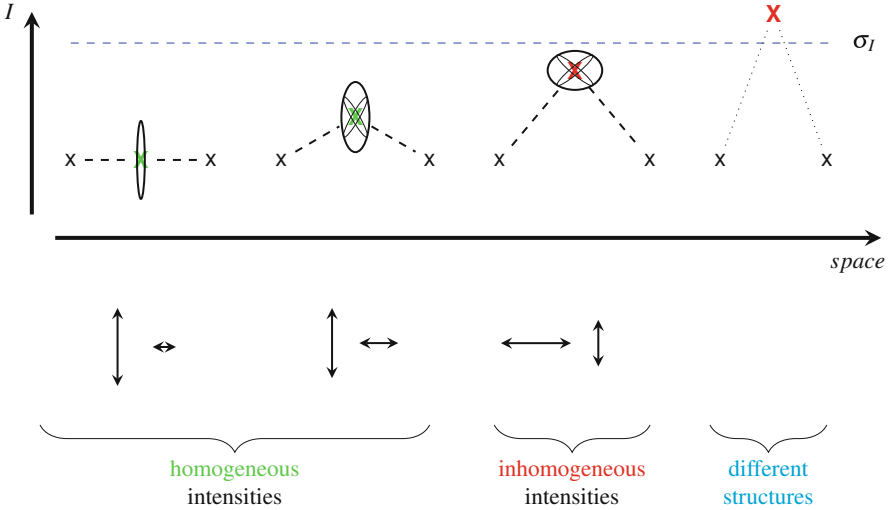 I
X
σI
X X X
X X
x x x x x x x
space
homogeneous
intensities
inhomogeneous
intensities
different
structures